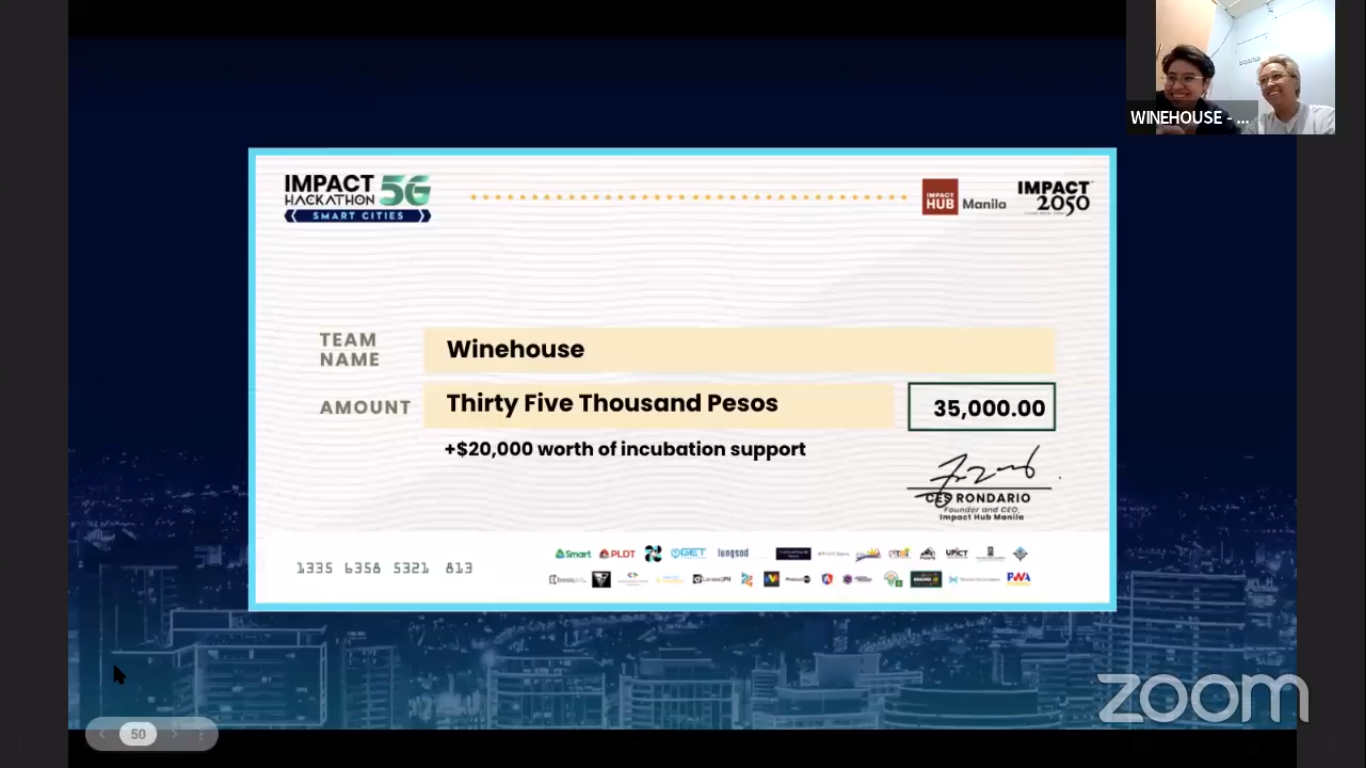 WINEHOUSE - ...
IMPACT
HACKATHON
5G
SMART CITIES
IMPACT
HUB
Manila
IMPACT
2050
TEAM
NAME
Winehouse
AMOUNT
Thirty Five Thousand Pesos
35,000.00
+$20,000 worth of incubation support
CES RONDARIO
Founder and CEO,
Impact Hub Manila
1335 6358 5321 813
Smart
PLDT
GET
lungsod
UPICT
PWA
zoom
50